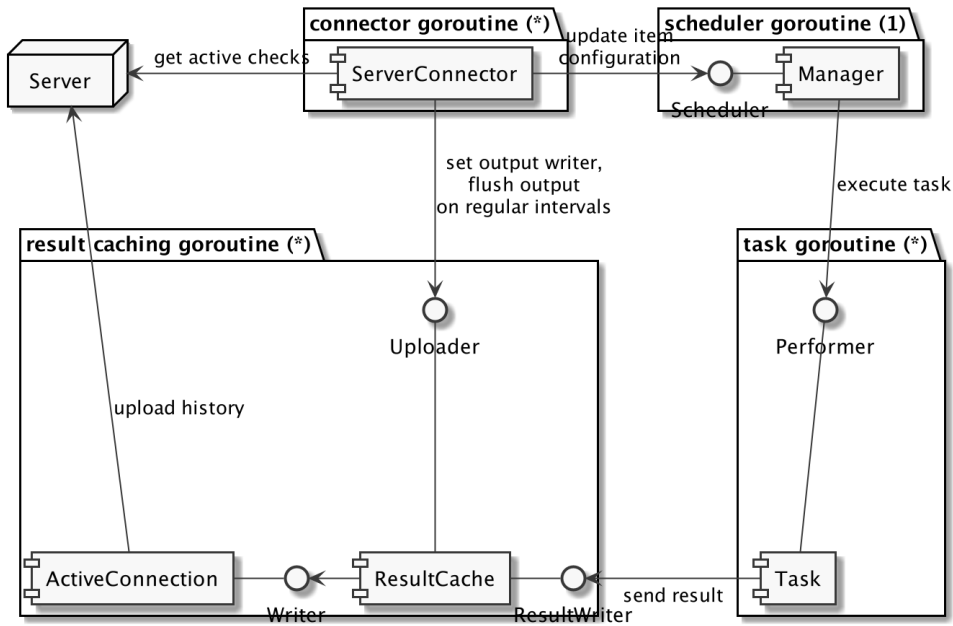 connector goroutine (*)
scheduler goroutine (1)
update item
configuration
get active checks
Server
ServerConnector
Manager
Scheduler
set output writer,
flush output
on regular intervals
execute task
result caching goroutine (*)
task goroutine (*)
Uploader
Performer
upload history
ActiveConnection
ResultCache
Task
Writer
ResultWriter
send result